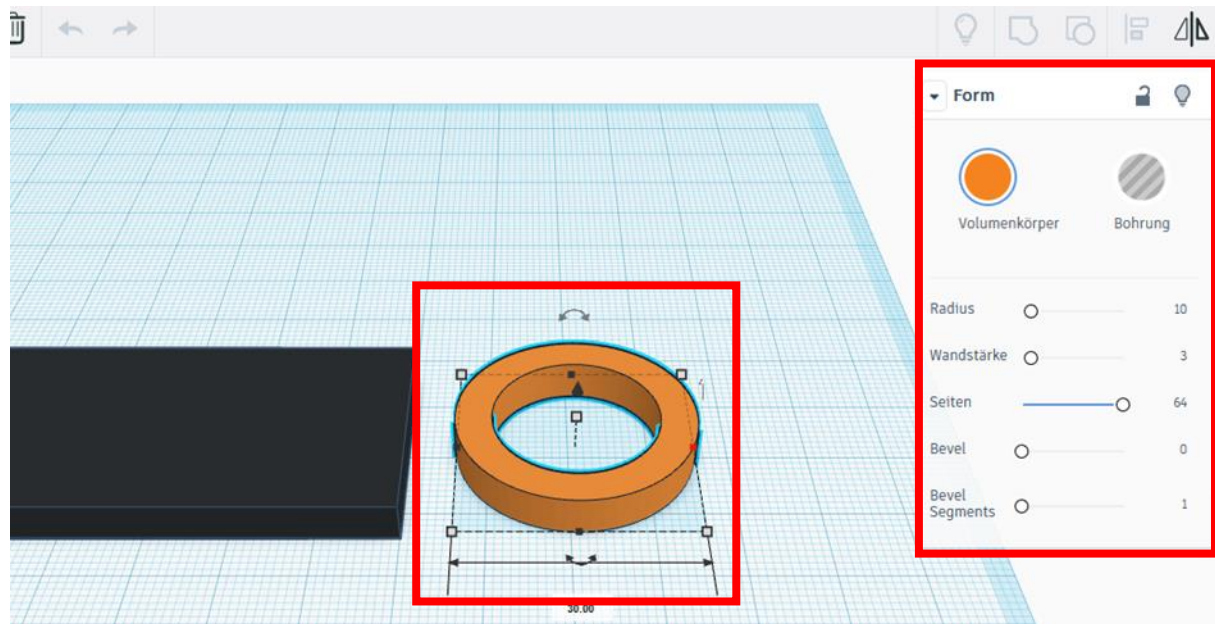 Form
Volumenkörper Bohrung
Radius 10
Wandstärke 3
Seiten 64
Bevel 0
Bevel
Segments 1
30.00